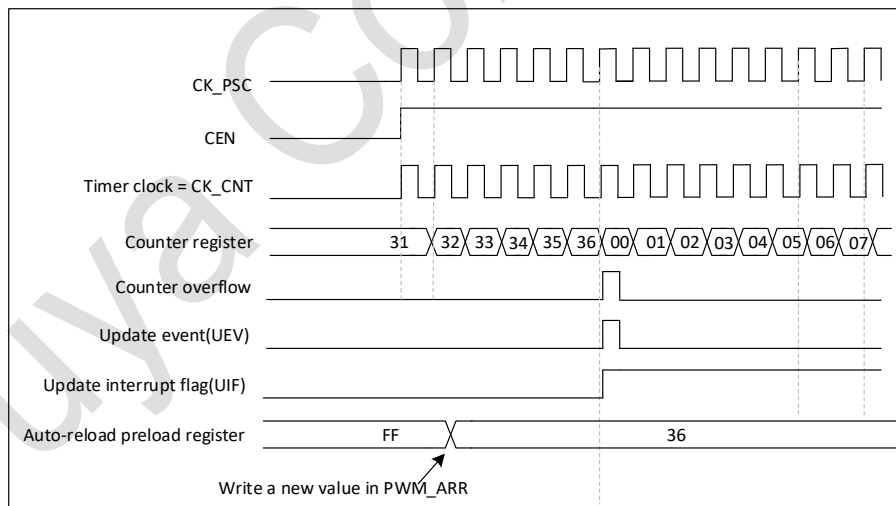 CK_PSC
CEN
Timer clock = CK_CNT
Counter register 31 32 33 34 35 36 00 01 02 03 04 05 06 07
Counter overflow
Update event(UEV)
Update interrupt flag(UIF)
Auto-reload preload register FF 36
Write a new value in PWM_ARR